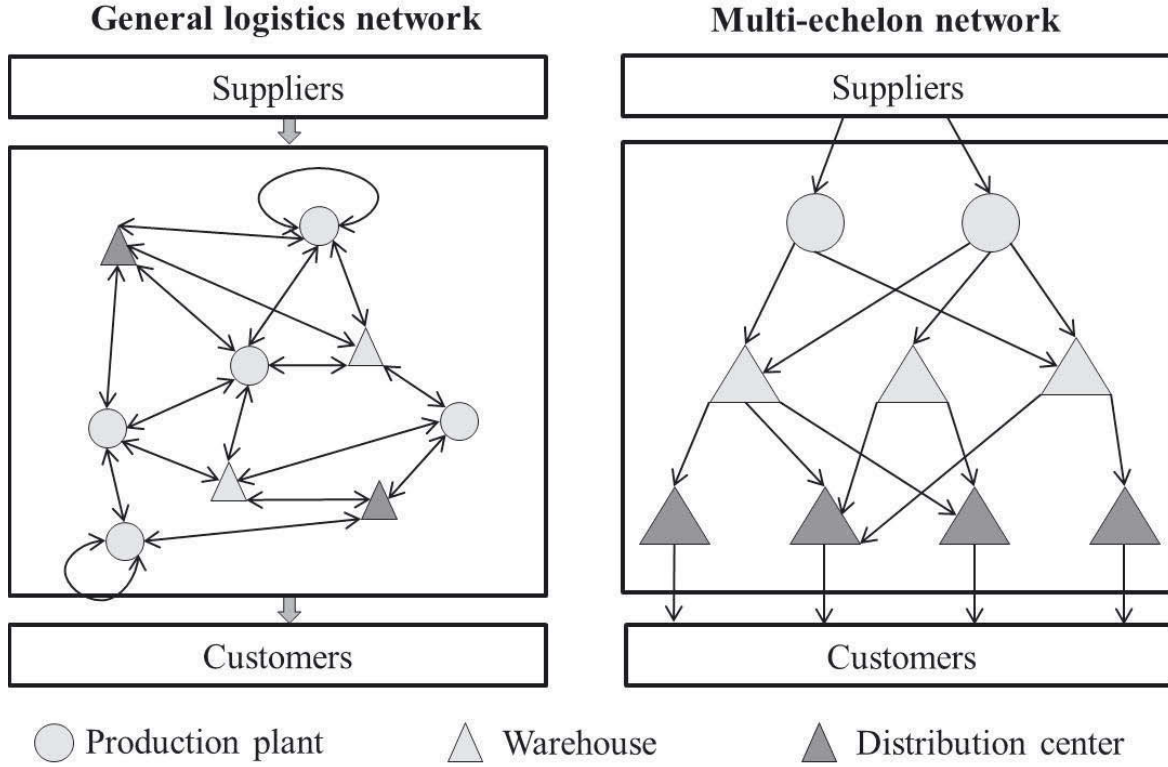 General logistics network
Multi-echelon network
Suppliers
Suppliers
Customers
Customers
Production plant
Warehouse
Distribution center